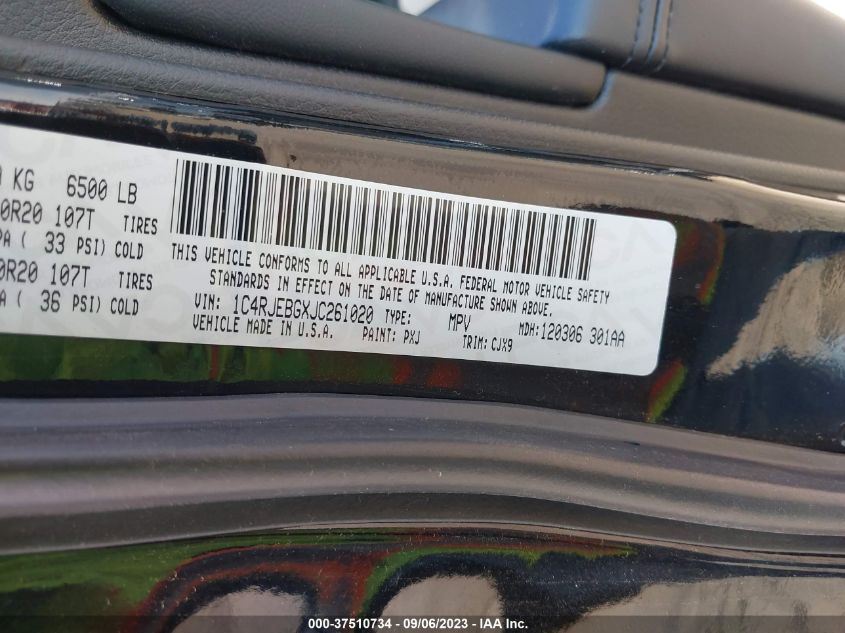 KG 6500 LB
0R20 107T TIRES
PA ( 33 PSI) COLD
0R20 107T TIRES
A ( 36 PSI) COLD
THIS VEHICLE CONFORMS TO ALL APPLICABLE U.S.A. FEDERAL MOTOR VEHICLE SAFETY
STANDARDS IN EFFECT ON THE DATE OF MANUFACTURE SHOWN ABOVE.
VIN: 1C4RJEBGXJC261020 TYPE: MPV MDH:120306 301AA
VEHICLE MADE IN U.S.A. PAINT: PXJ TRIM: CJX9
000-37510734 — 09/06/2023 — IAA Inc.